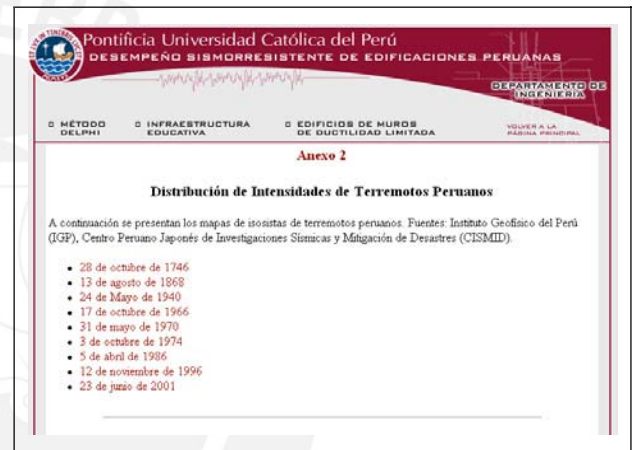 Pontificia Universidad Católica del Perú
DESEMPEÑO SISMORRESISTENTE DE EDIFICACIONES PERUANAS
DEPARTAMENTO DE
INGENIERÍA
MÉTODO
DELPHI
INFRAESTRUCTURA
EDUCATIVA
EDIFICIOS DE MUROS
DE DUCTILIDAD LIMITADA
VOLVER A LA
PÁGINA PRINCIPAL
Anexo 2
Distribución de Intensidades de Terremotos Peruanos
A continuación se presentan los mapas de isosistas de terremotos peruanos. Fuentes: Instituto Geofísico del Perú
(IGP), Centro Peruano Japonés de Investigaciones Sísmicas y Mitigación de Desastres (CISMID).
• 28 de octubre de 1746
• 13 de agosto de 1868
• 24 de Mayo de 1940
• 17 de octubre de 1966
• 31 de mayo de 1970
• 3 de octubre de 1974
• 5 de abril de 1986
• 12 de noviembre de 1996
• 23 de junio de 2001